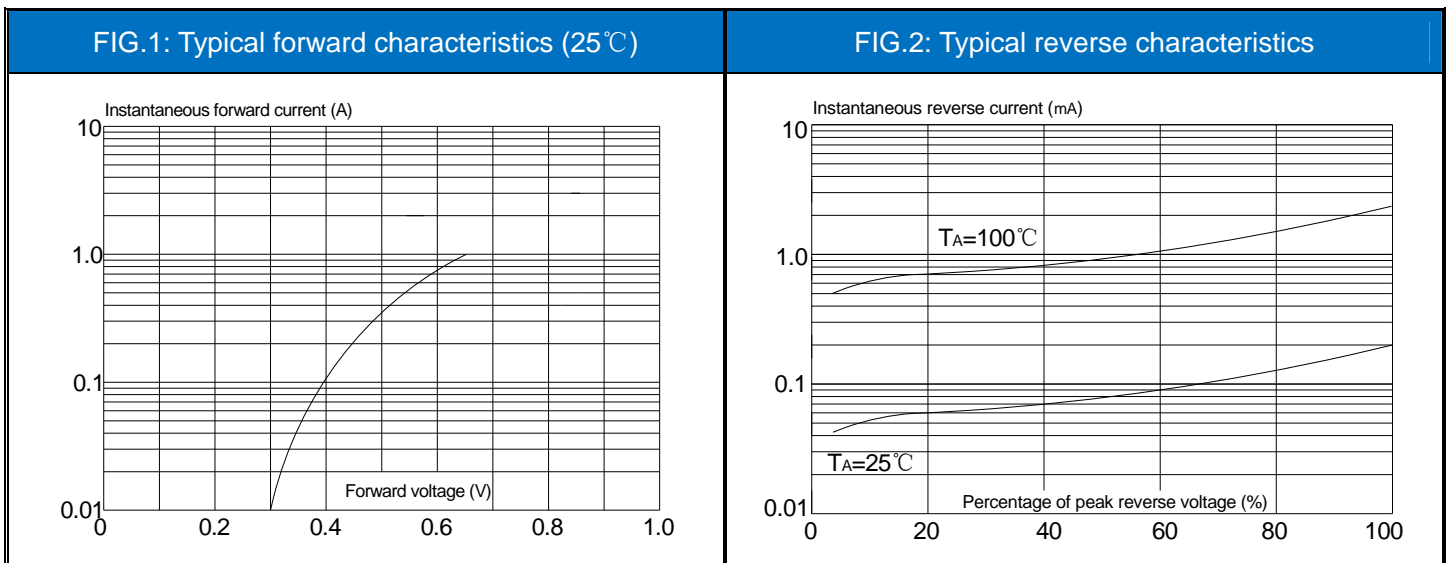 FIG.1: Typical forward characteristics (25℃)
FIG.2: Typical reverse characteristics
Instantaneous forward current (A)
10
1.0
0.1
0.01
Forward voltage (V)
0 0.2 0.4 0.6 0.8 1.0
Instantaneous reverse current (mA)
10
TA=100℃
1.0
0.1
TA=25℃
0.01
Percentage of peak reverse voltage (%)
0 20 40 60 80 100